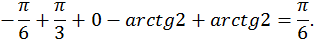 −π/6 + π/3 + 0 − arctg2 + arctg2 = π/6.